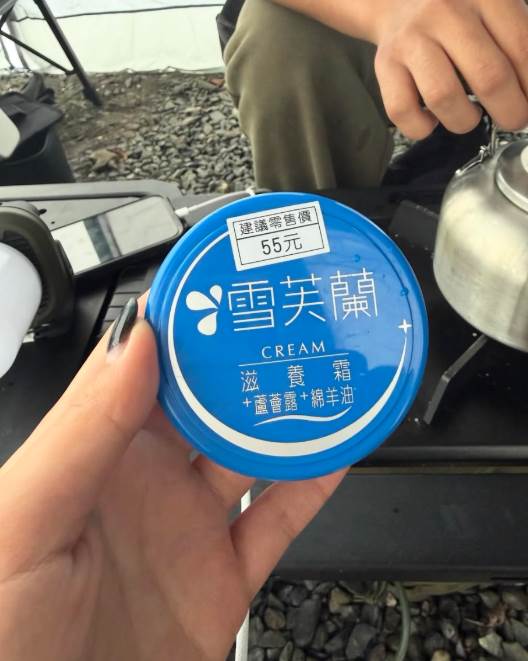 建議零售價
55元
雪芙蘭
CREAM
滋養霜
+蘆薈露+綿羊油